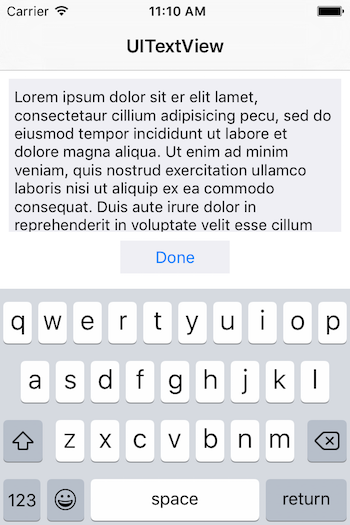 Carrier 11:10 AM
UITextView
Lorem ipsum dolor sit er elit lamet,
consectetaur cillium adipisicing pecu, sed do
eiusmod tempor incididunt ut labore et
dolore magna aliqua. Ut enim ad minim
veniam, quis nostrud exercitation ullamco
laboris nisi ut aliquip ex ea commodo
consequat. Duis aute irure dolor in
reprehenderit in voluptate velit esse cillum
Done
q w e r t y u i o p
a s d f g h j k l
z x c v b n m
123 space return